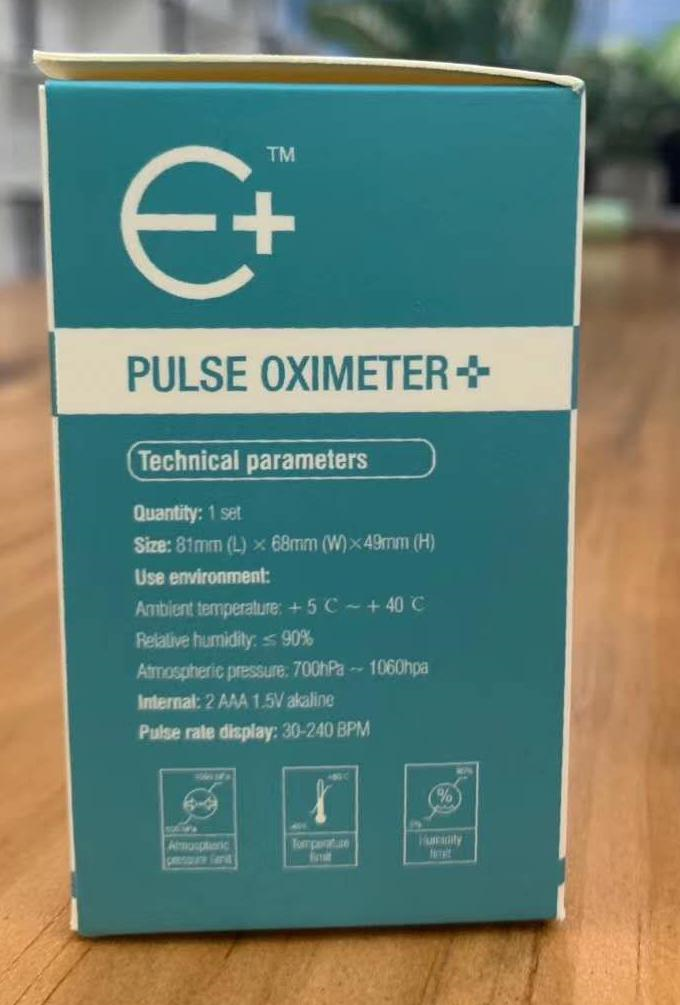 E+ TM
PULSE OXIMETER
Technical parameters
Quantity: 1 set
Size: 81mm (L) × 68mm (W)×49mm (H)
Use environment:
Ambient temperature: + 5 ℃ ~ + 40 ℃
Relative humidity: ≤ 90%
Atmospheric pressure: 700hPa ~ 1060hpa
Internal: 2 AAA 1.5V akaline
Pulse rate display: 30-240 BPM
%
Atmospheric Temperature Humidity
pressure limit limit limit